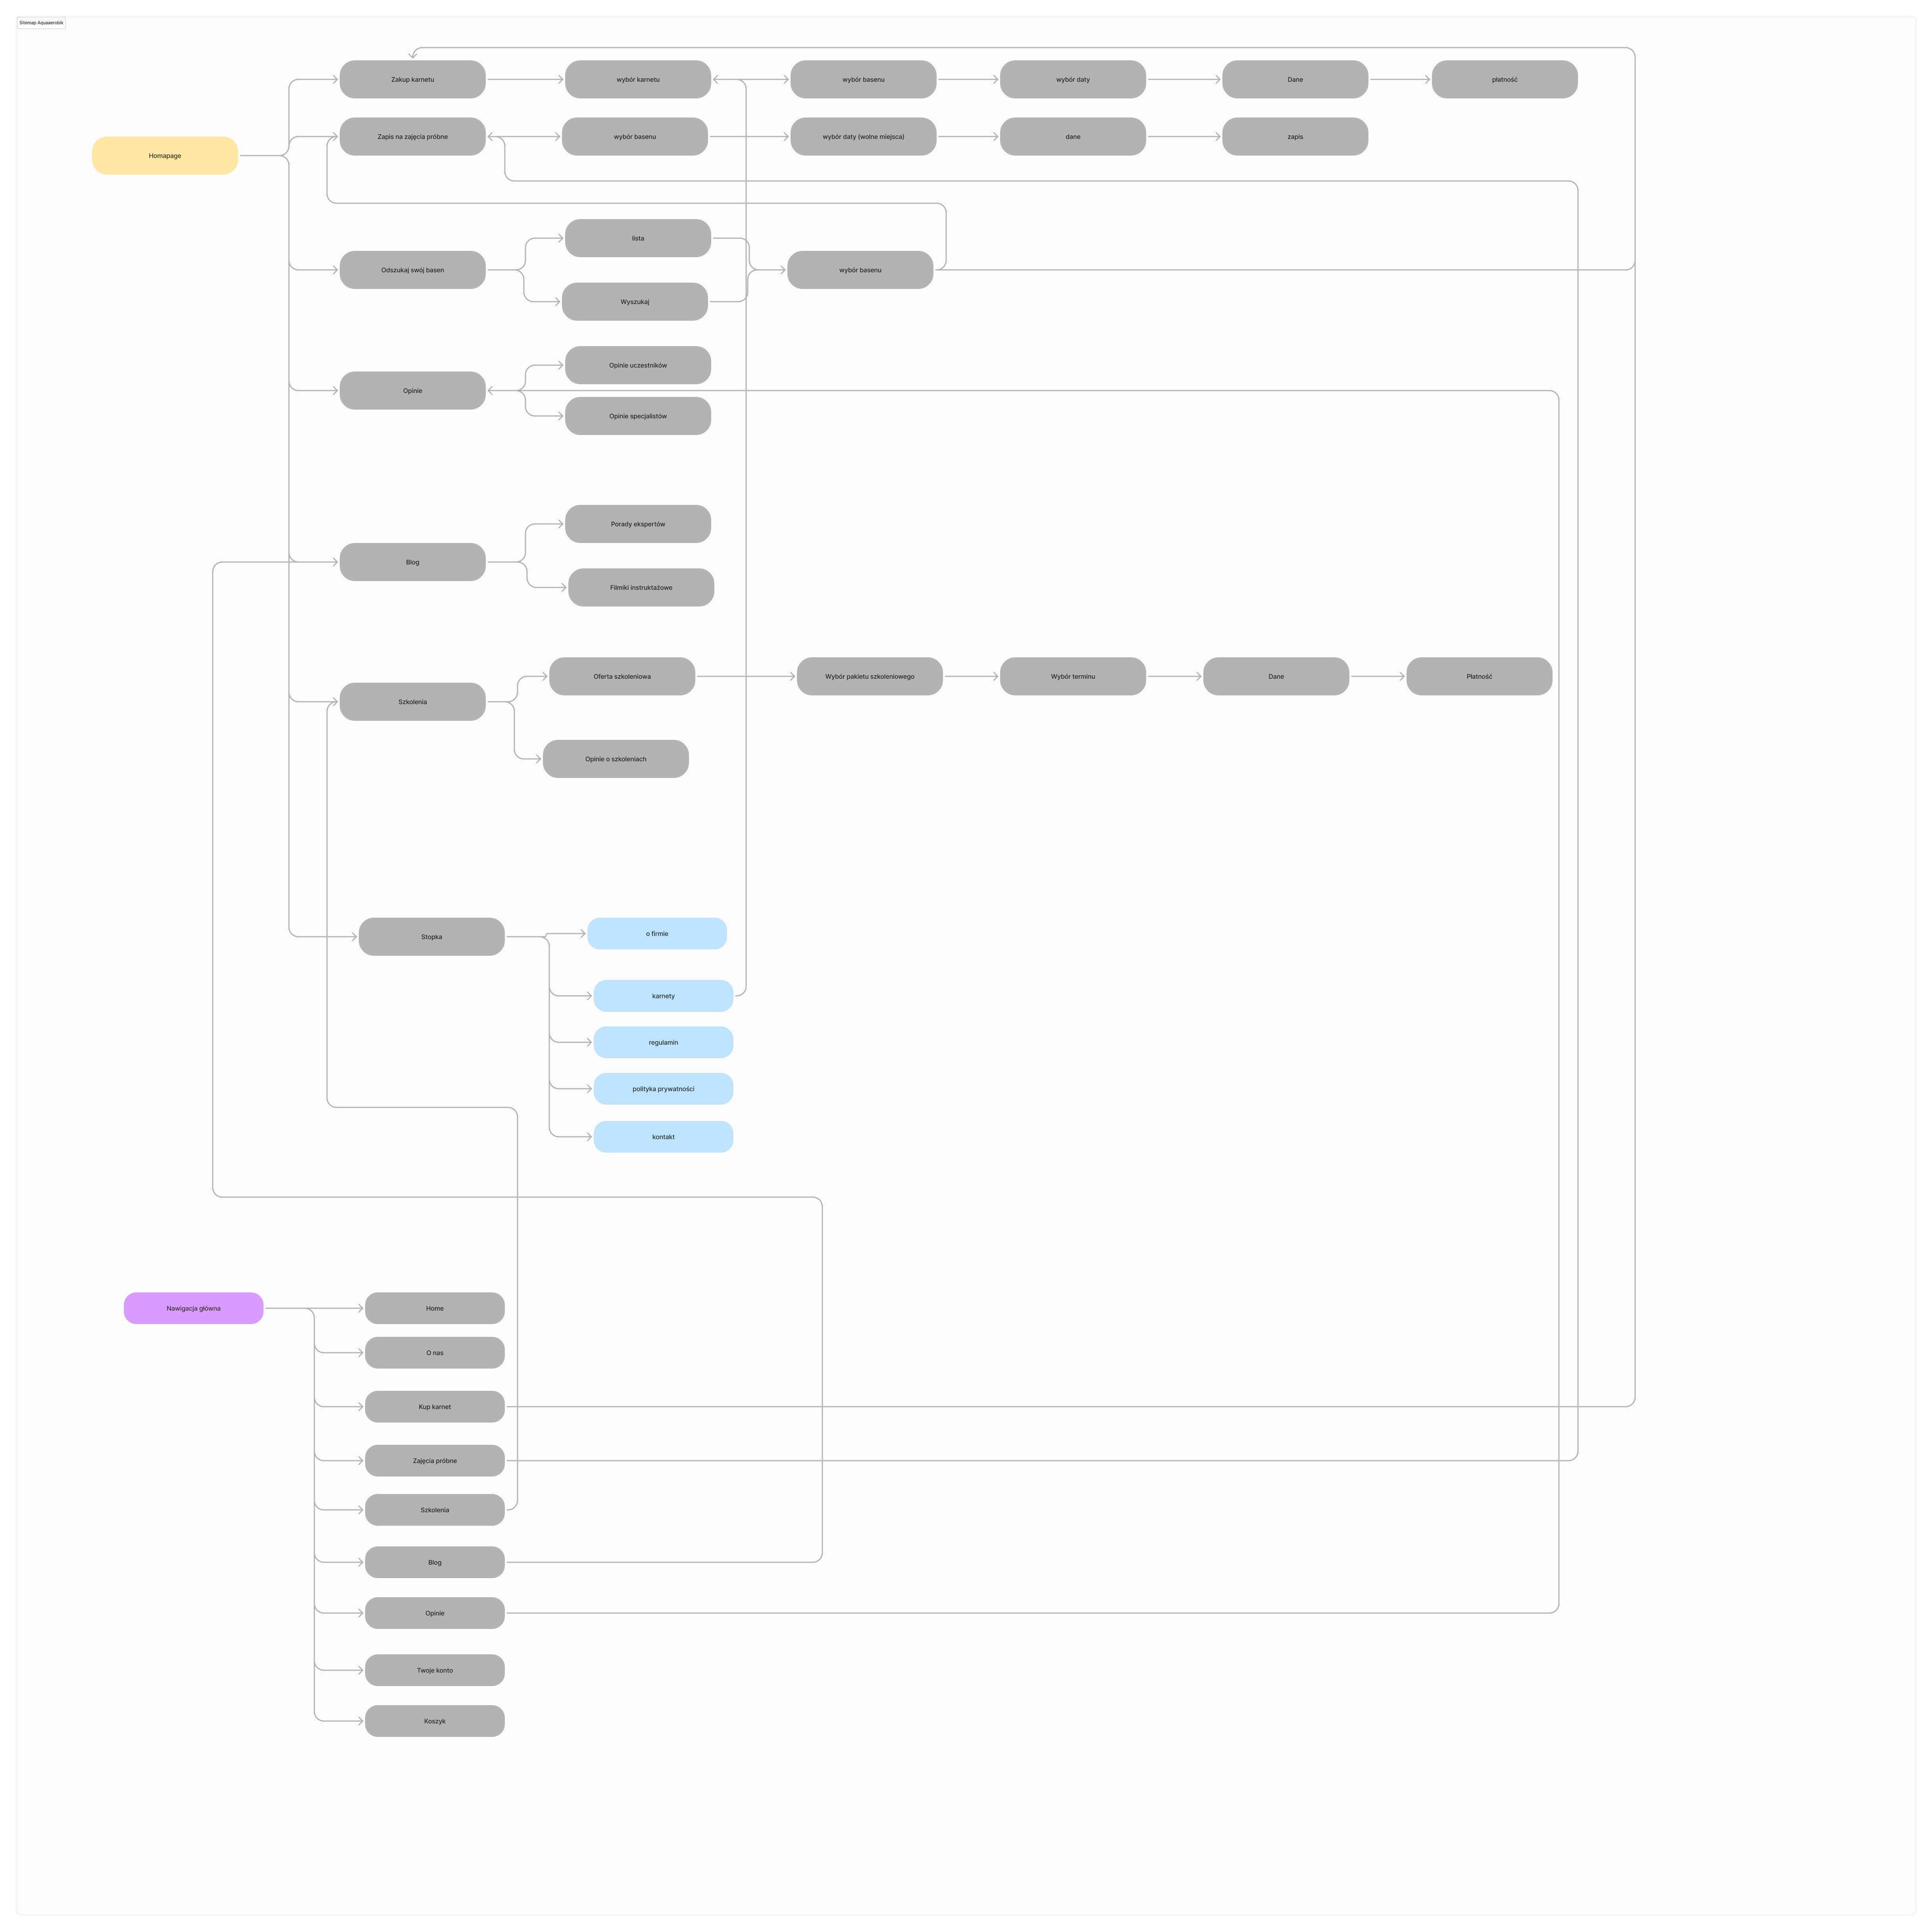 Sitemap Aquaaerobik
Zakup karnetu
wybór karnetu
wybór basenu
wybór daty
Dane
płatność
Homapage
Zapis na zajęcia próbne
wybór basenu
wybór daty (wolne miejsca)
dane
zapis
Odszukaj swój basen
lista
Wyszukaj
wybór basenu
Opinie
Opinie uczestników
Opinie specjalistów
Blog
Porady ekspertów
Filmiki instruktażowe
Szkolenia
Oferta szkoleniowa
Wybór pakietu szkoleniowego
Wybór terminu
Dane
Płatność
Opinie o szkoleniach
Stopka
o firmie
karnety
regulamin
polityka prywatności
kontakt
Nawigacja główna
Home
O nas
Kup karnet
Zajęcia próbne
Szkolenia
Blog
Opinie
Twoje konto
Koszyk